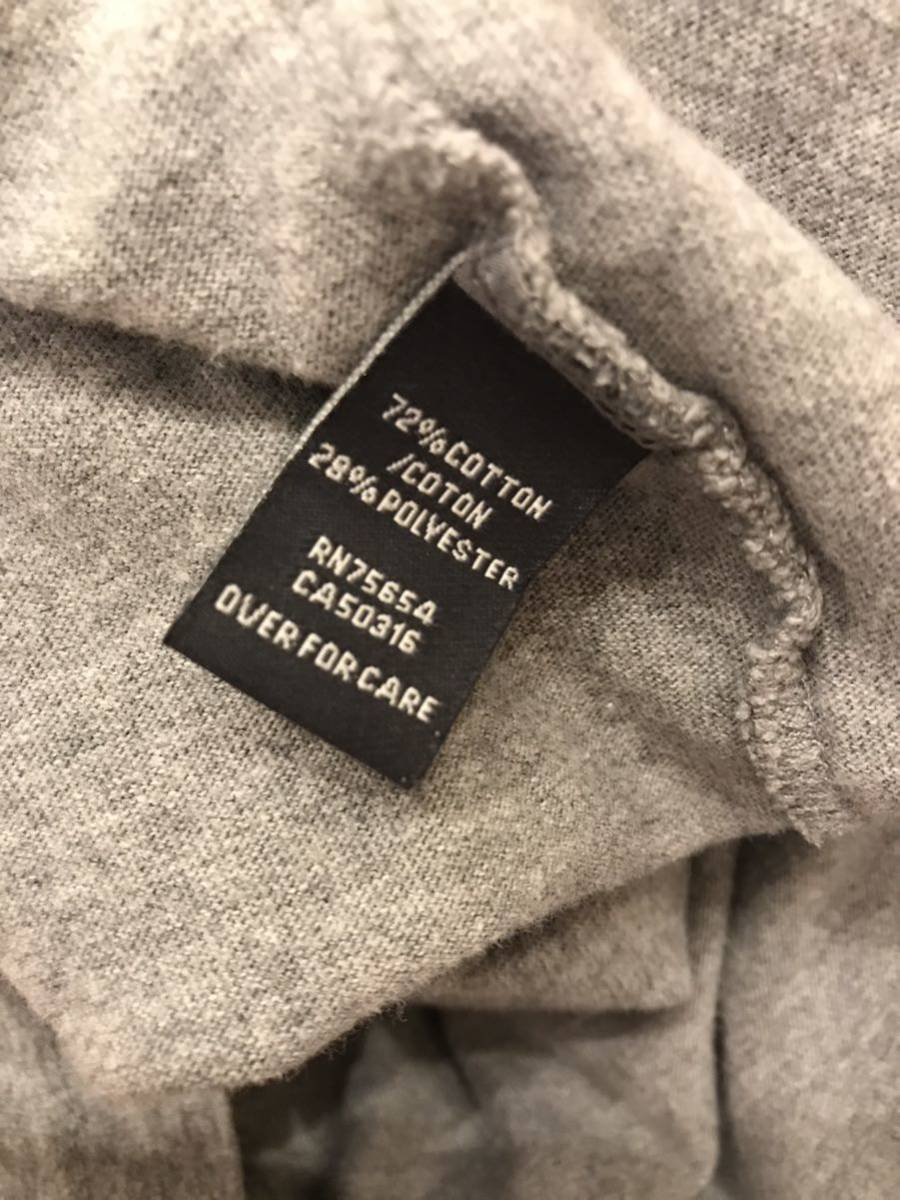 72%COTTON
/COTON
28%POLYESTER
RN75654
CA50316
OVER FOR CARE